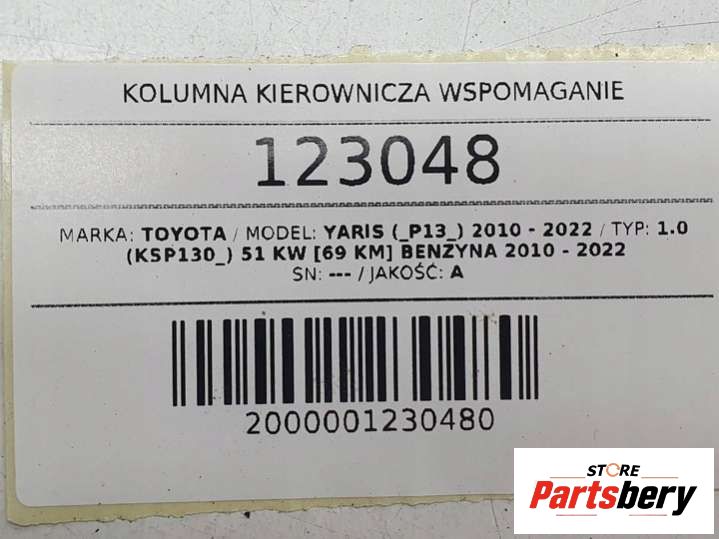 KOLUMNA KIEROWNICZA WSPOMAGANIE
123048
MARKA: TOYOTA / MODEL: YARIS (_P13_) 2010 - 2022 / TYP: 1.0
(KSP130_) 51 KW [69 KM] BENZYNA 2010 - 2022
SN: --- / JAKOŚĆ: A
2000001230480
STORE
Partsbery